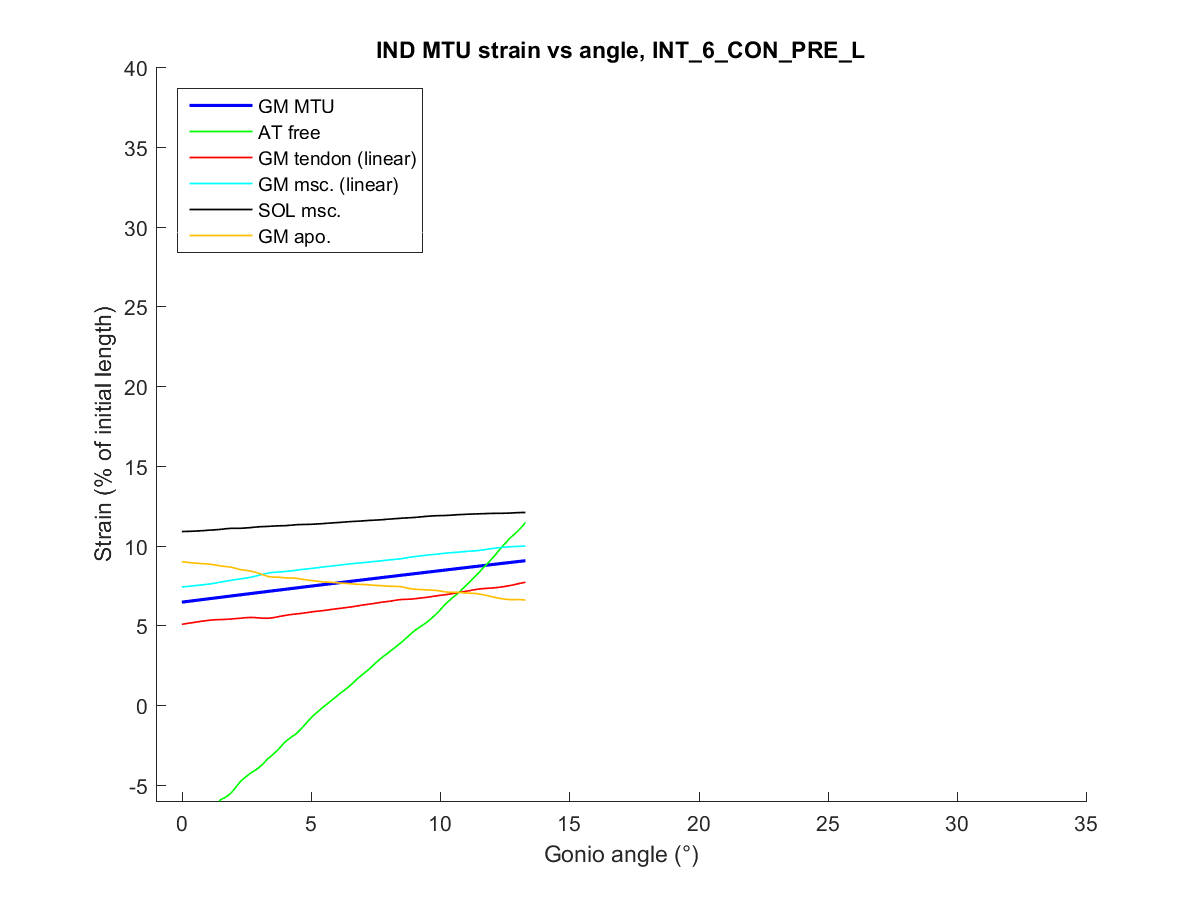 IND MTU strain vs angle, INT_6_CON_PRE_L
40
35
30
25
20
15
10
5
0
-5
Strain (% of initial length)
GM MTU
AT free
GM tendon (linear)
GM msc. (linear)
SOL msc.
GM apo.
0 5 10 15 20 25 30 35
Gonio angle (°)